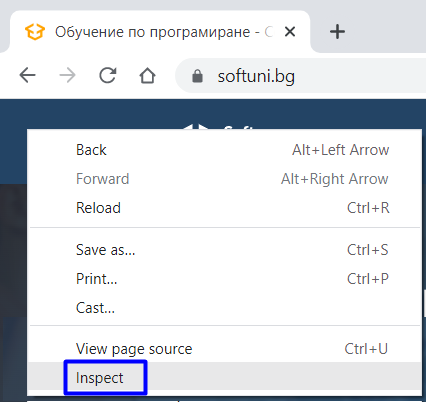 Обучение по програмиране -
softuni.bg
Back Alt+Left Arrow
Forward Alt+Right Arrow
Reload Ctrl+R
Save as... Ctrl+S
Print... Ctrl+P
Cast...
View page source Ctrl+U
Inspect